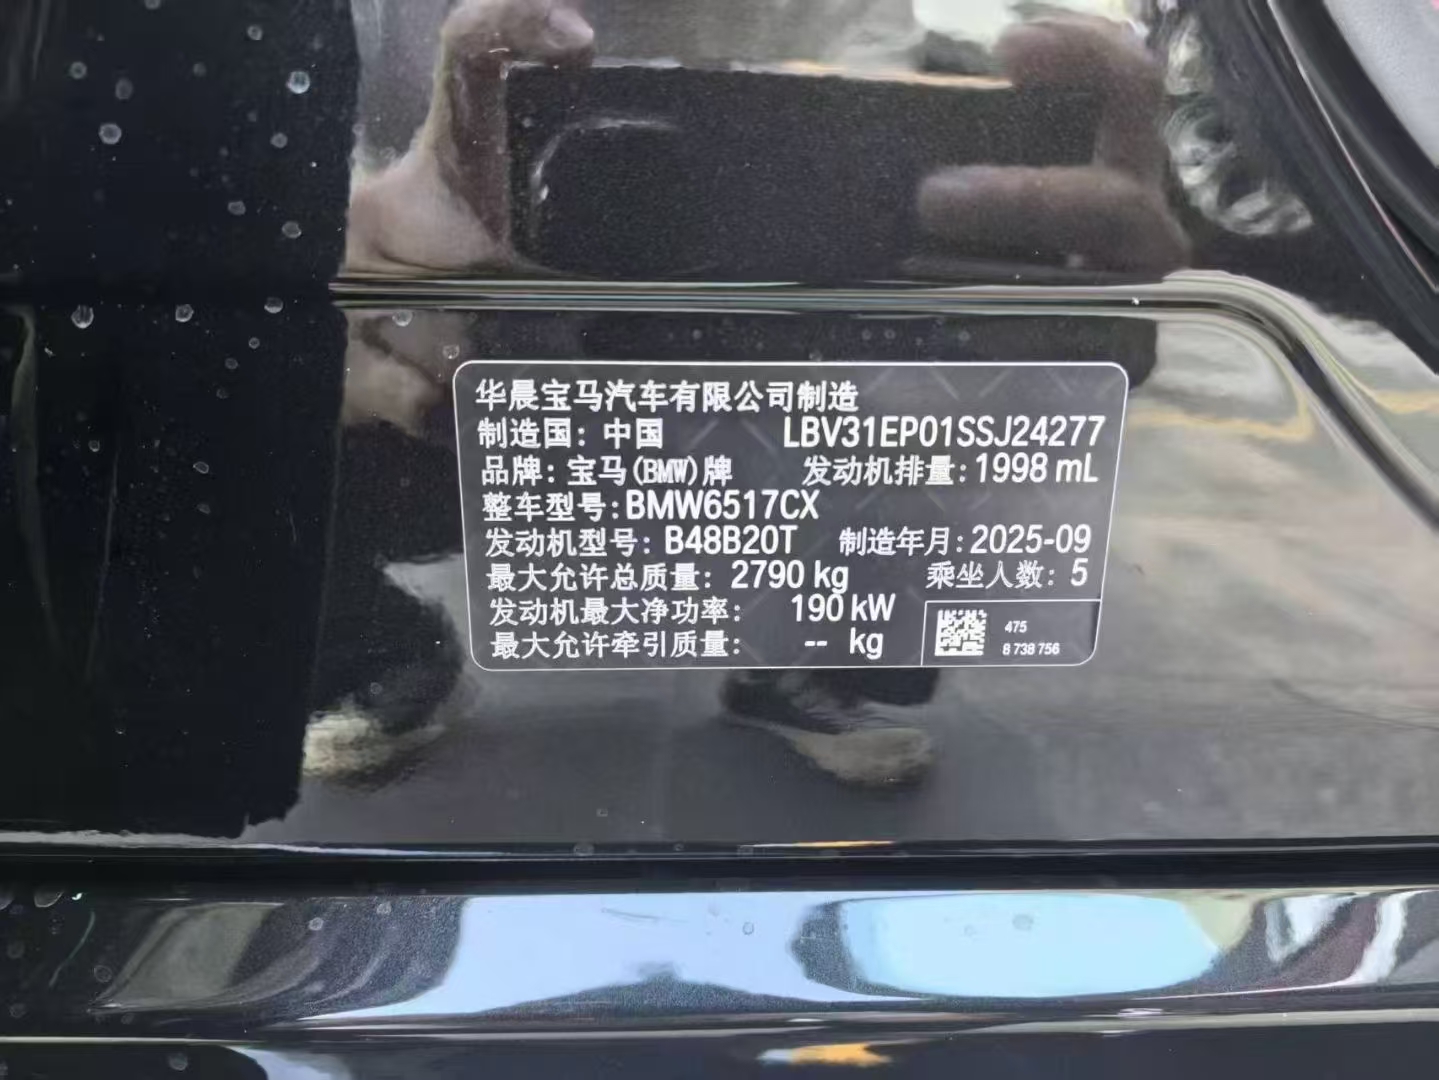 华晨宝马汽车有限公司制造
制造国：中国 LBV31EP01SSJ24277
品牌：宝马(BMW)牌 发动机排量：1998 mL
整车型号：BMW6517CX
发动机型号：B48B20T 制造年月：2025-09
最大允许总质量：2790 kg 乘坐人数：5
发动机最大净功率：190 kW
最大允许牵引质量：-- kg
475
8 738 756